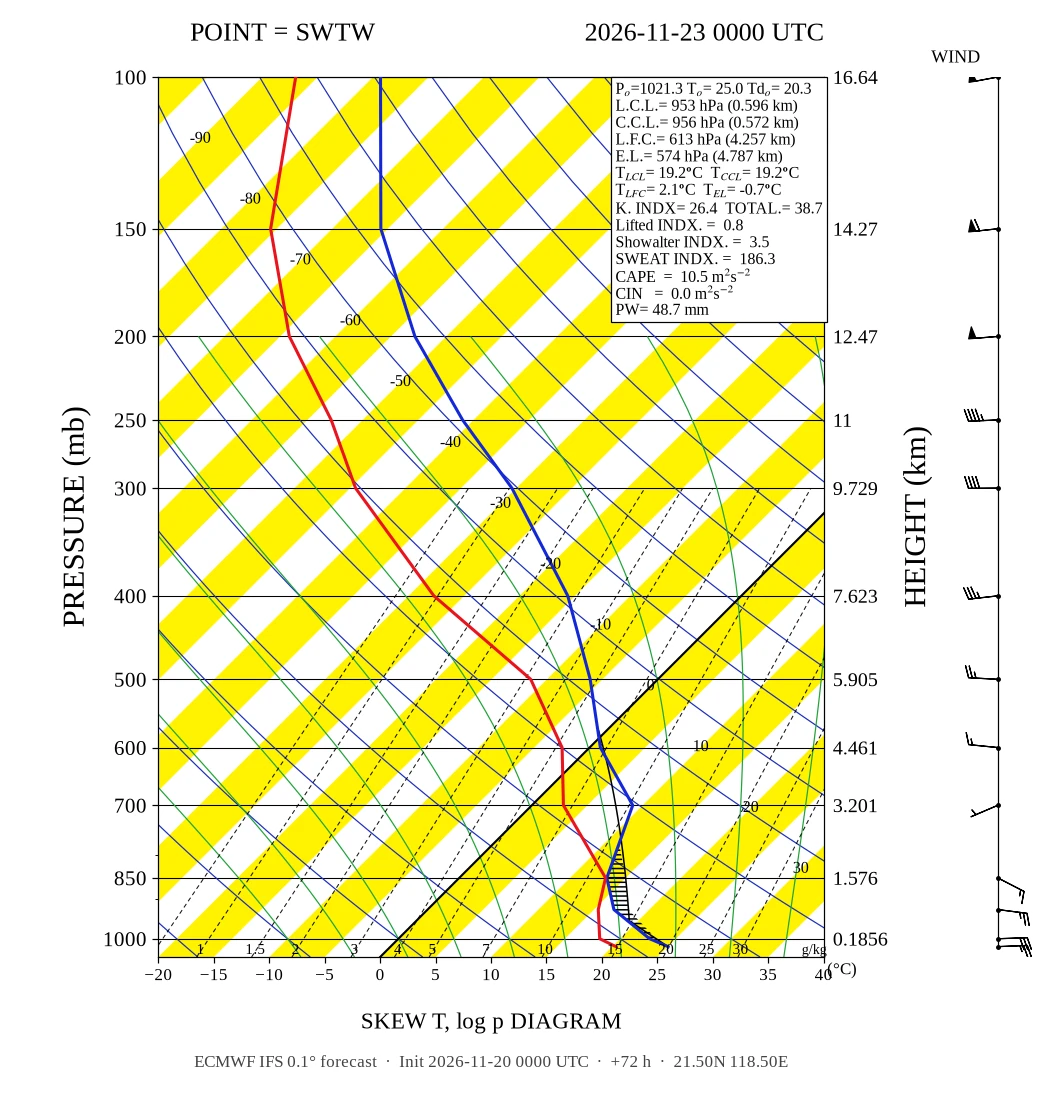 POINT = SWTW 2026-11-23 0000 UTC
WIND
100 16.64
Pₒ=1021.3 Tₒ= 25.0 Tdₒ= 20.3
L.C.L.= 953 hPa (0.596 km)
C.C.L.= 956 hPa (0.572 km)
L.F.C.= 613 hPa (4.257 km)
E.L.= 574 hPa (4.787 km)
T_LCL= 19.2°C T_CCL= 19.2°C
T_LFC= 2.1°C T_EL= -0.7°C
K. INDX= 26.4 TOTAL.= 38.7
Lifted INDX. = 0.8
Showalter INDX. = 3.5
SWEAT INDX. = 186.3
CAPE = 10.5 m²s⁻²
CIN = 0.0 m²s⁻²
PW= 48.7 mm
-90
-80
150 14.27
-70
-60
200 12.47
-50
250 11
-40
300 9.729
-30
PRESSURE (mb)
HEIGHT (km)
-20
400 7.623
-10
500 5.905
0
600 4.461
10
700 3.201
20
30
850 1.576
1000 0.1856
1 1.5 2 3 4 5 7 10 15 20 25 30 g/kg
−20 −15 −10 −5 0 5 10 15 20 25 30 35 40 (°C)
SKEW T, log p DIAGRAM
ECMWF IFS 0.1° forecast · Init 2026-11-20 0000 UTC · +72 h · 21.50N 118.50E